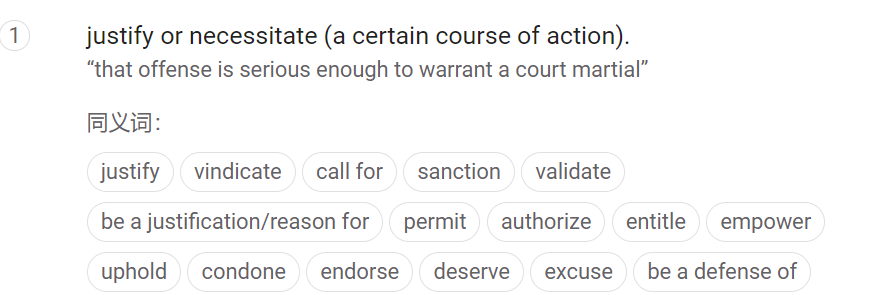 1 justify or necessitate (a certain course of action).
“that offense is serious enough to warrant a court martial”
同义词：
justify vindicate call for sanction validate
be a justification/reason for permit authorize entitle empower
uphold condone endorse deserve excuse be a defense of